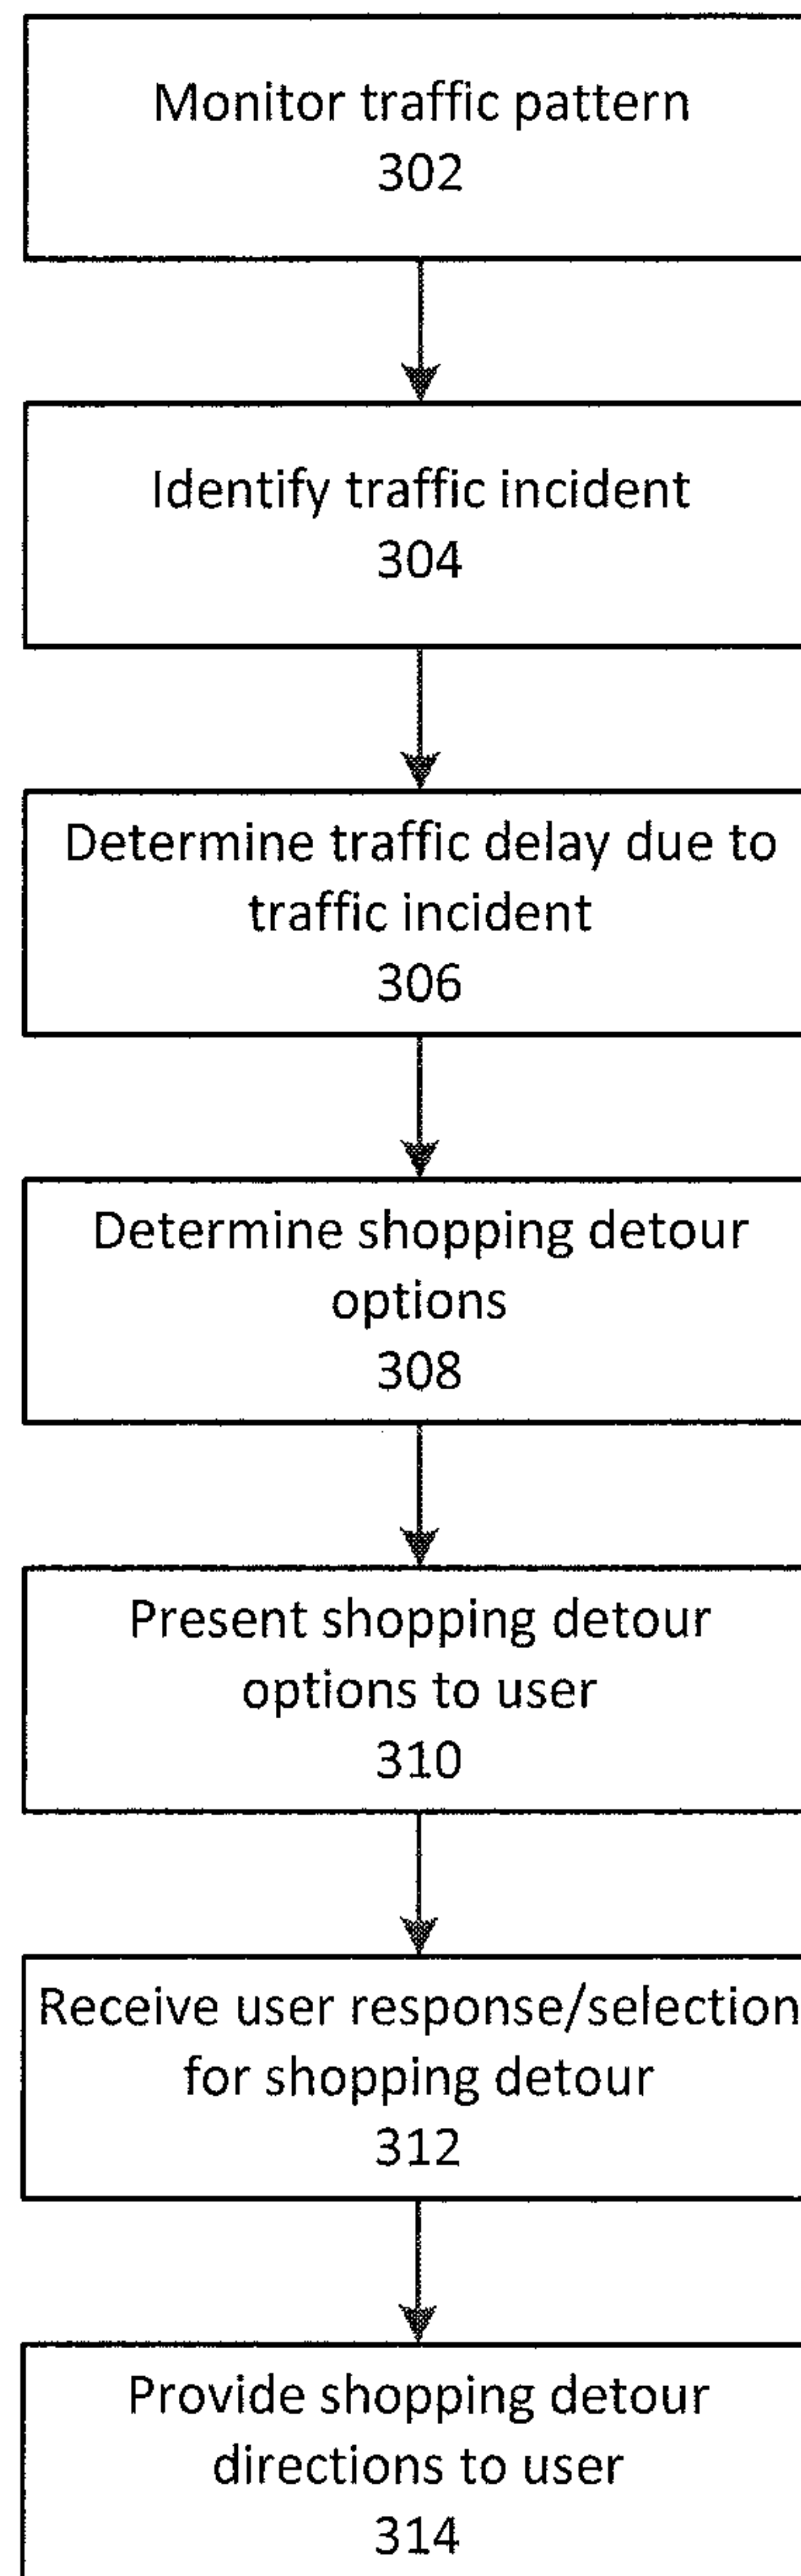 Monitor traffic pattern
302
Identify traffic incident
304
Determine traffic delay due to
traffic incident
306
Determine shopping detour
options
308
Present shopping detour
options to user
310
Receive user response/selection
for shopping detour
312
Provide shopping detour
directions to user
314